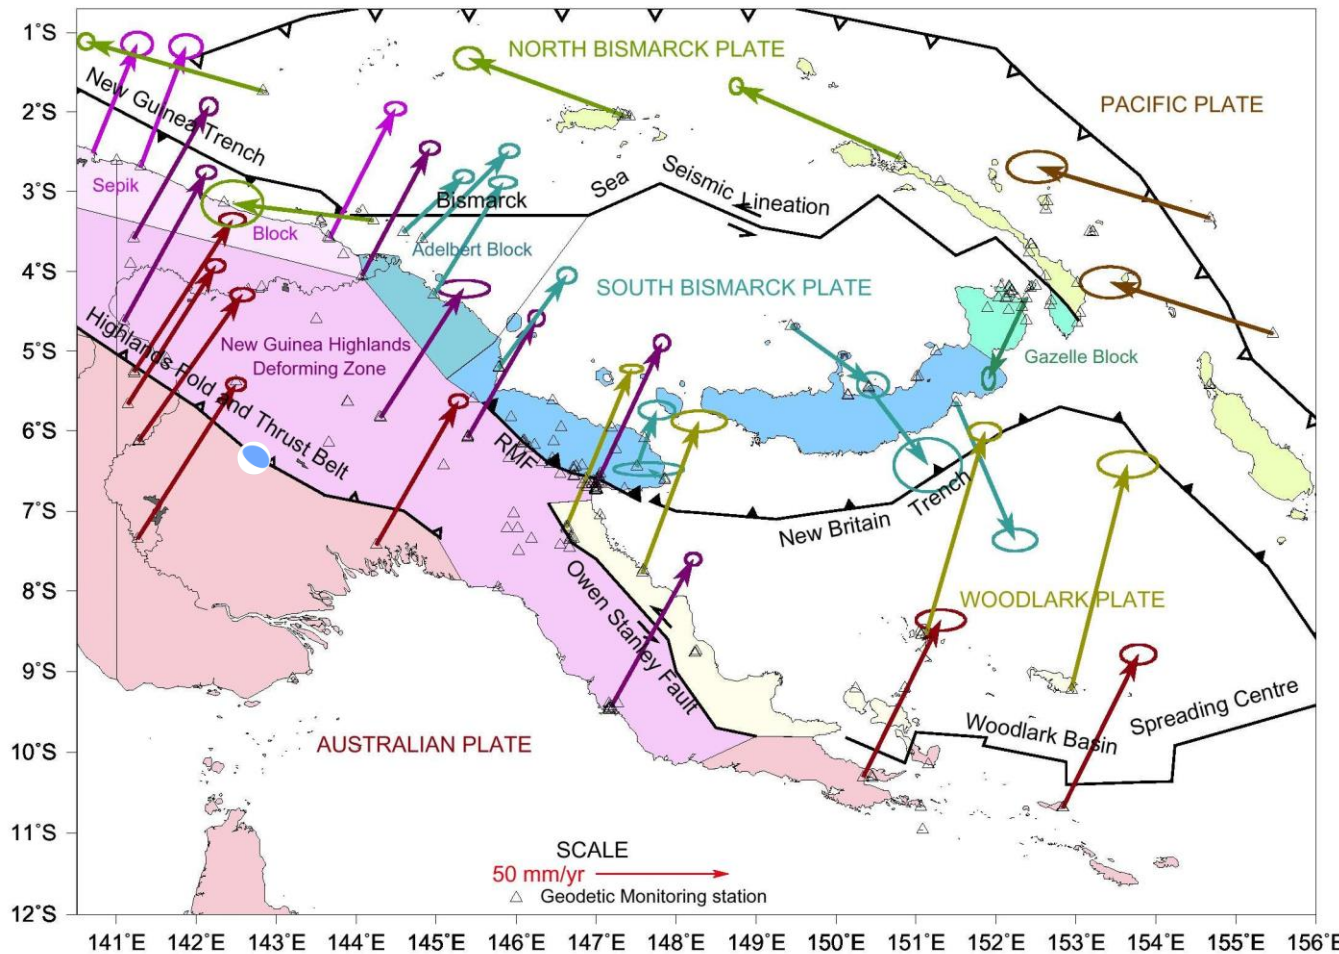 1°S
2°S
3°S
4°S
5°S
6°S
7°S
8°S
9°S
10°S
11°S
12°S
NORTH BISMARCK PLATE
PACIFIC PLATE
New Guinea Trench
Sepik
Block
Bismarck
Sea
Seismic Lineation
Adelbert Block
SOUTH BISMARCK PLATE
Gazelle Block
New Guinea Highlands
Deforming Zone
Highlands Fold and Thrust Belt
RMF
New Britain
Trench
Owen Stanley Fault
WOODLARK PLATE
AUSTRALIAN PLATE
Woodlark Basin
Spreading Centre
SCALE
50 mm/yr
Geodetic Monitoring station
141°E 142°E 143°E 144°E 145°E 146°E 147°E 148°E 149°E 150°E 151°E 152°E 153°E 154°E 155°E 156°E